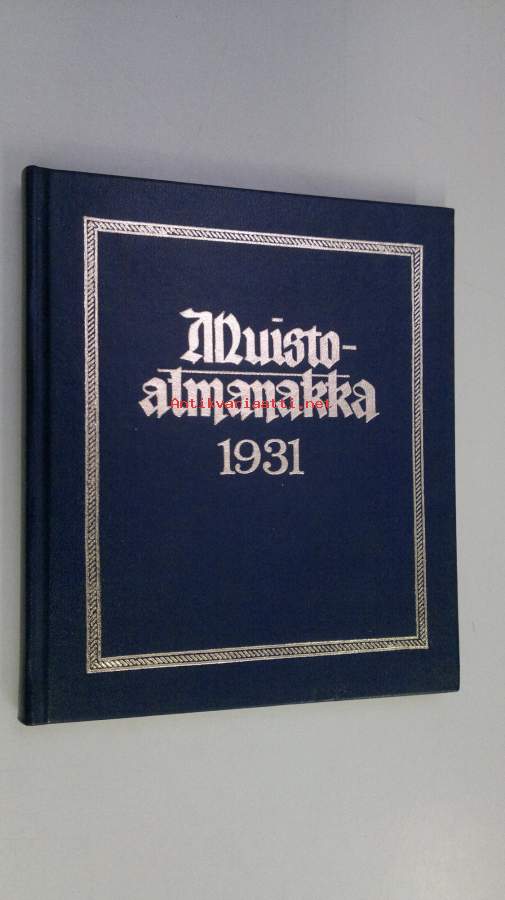 Muisto-
almanakka
Antikvariaatti.net
1931